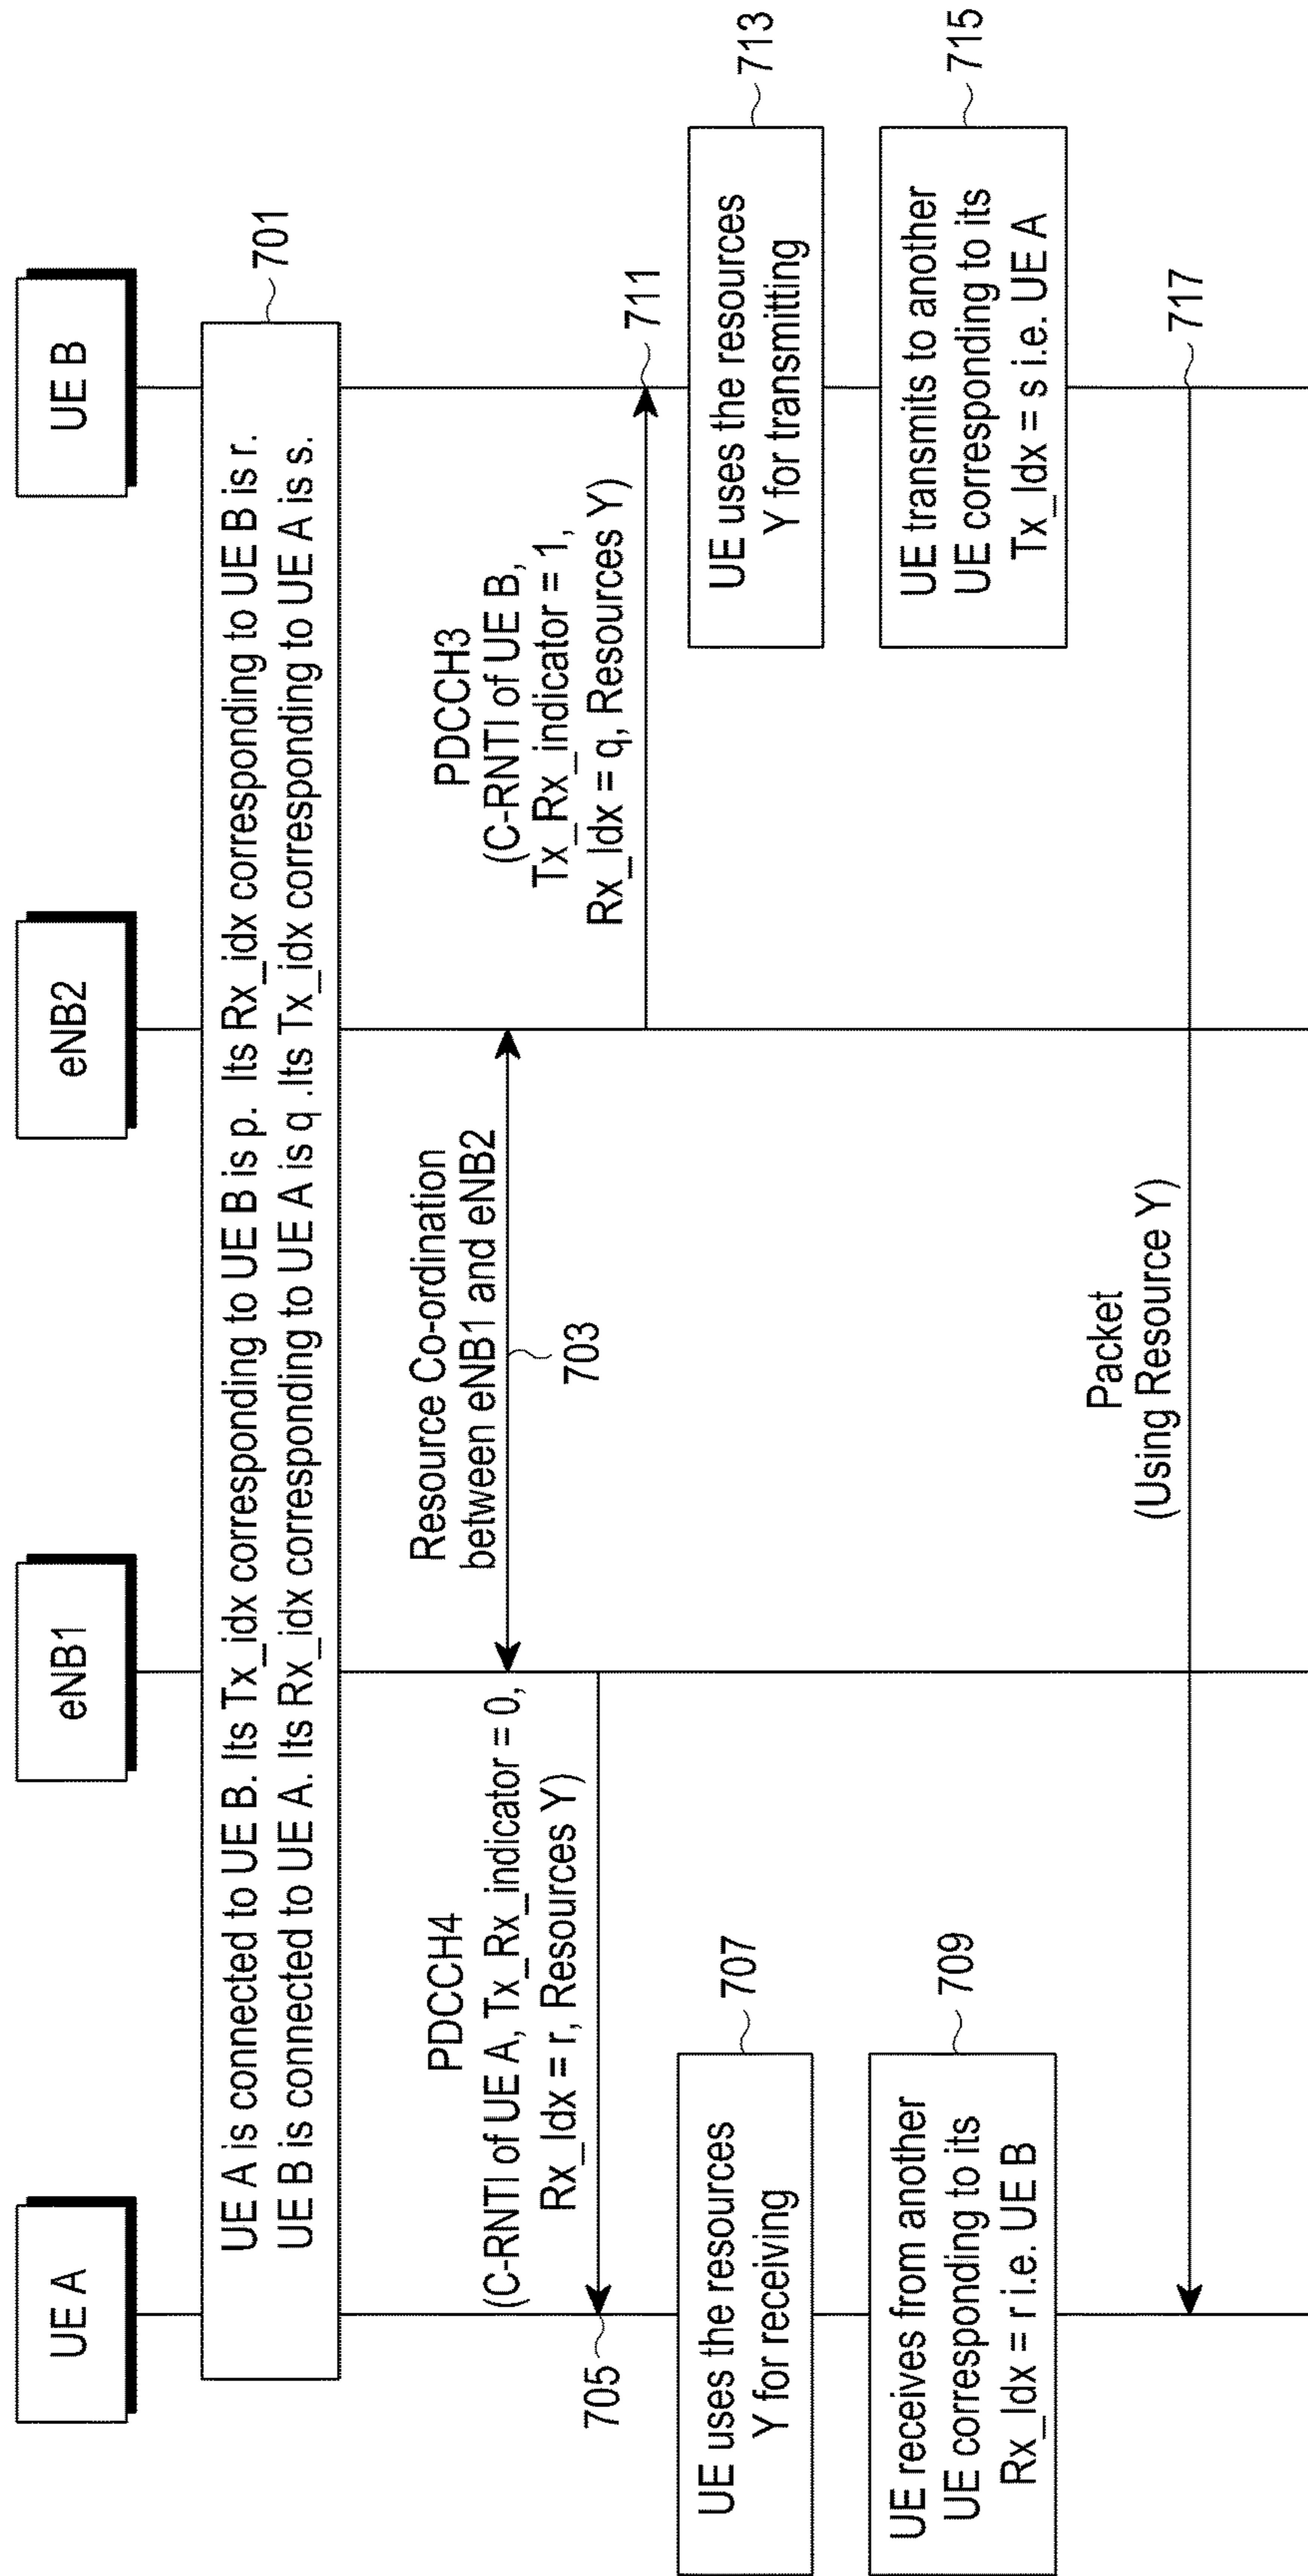 UE A
eNB1
eNB2
UE B
UE A is connected to UE B. Its Tx_idx corresponding to UE B is p. Its Rx_idx corresponding to UE B is r.
UE B is connected to UE A. Its Rx_idx corresponding to UE A is q .Its Tx_idx corresponding to UE A is s.
701
Resource Co-ordination
between eNB1 and eNB2
703
PDCCH4
(C-RNTI of UE A, Tx_Rx_indicator = 0,
Rx_Idx = r, Resources Y)
705
PDCCH3
(C-RNTI of UE B,
Tx_Rx_indicator = 1,
Rx_Idx = q, Resources Y)
711
UE uses the resources
Y for receiving
707
UE uses the resources
Y for transmitting
713
UE receives from another
UE corresponding to its
Rx_Idx = r i.e. UE B
709
UE transmits to another
UE corresponding to its
Tx_Idx = s i.e. UE A
715
Packet
(Using Resource Y)
717